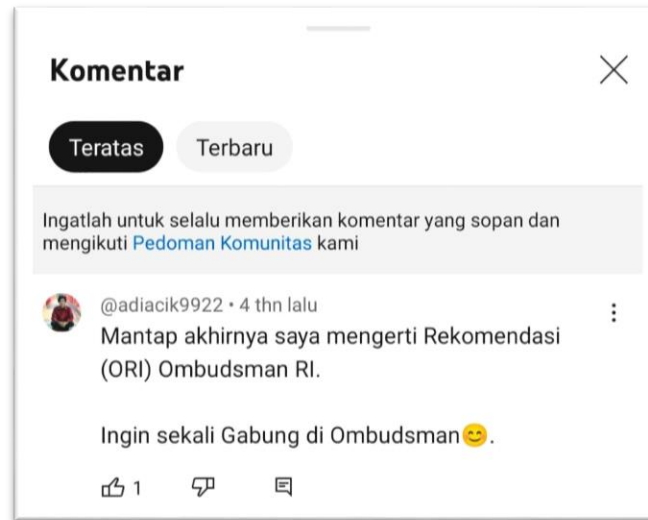 Komentar
Teratas
Terbaru
Ingatlah untuk selalu memberikan komentar yang sopan dan
mengikuti Pedoman Komunitas kami
@adiacik9922 • 4 thn lalu
Mantap akhirnya saya mengerti Rekomendasi
(ORI) Ombudsman RI.
Ingin sekali Gabung di Ombudsman😊.
1